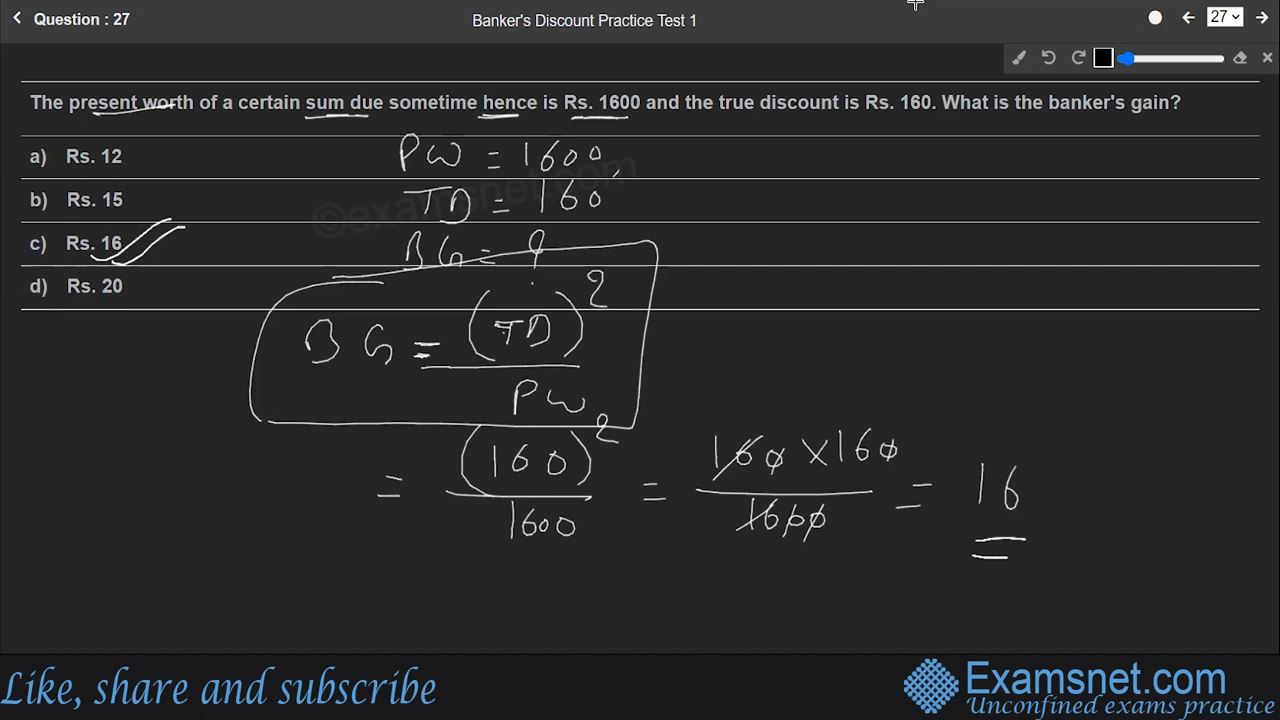 Question : 27
Banker's Discount Practice Test 1
27
The present worth of a certain sum due sometime hence is Rs. 1600 and the true discount is Rs. 160. What is the banker's gain?
a) Rs. 12
b) Rs. 15
c) Rs. 16
d) Rs. 20
©examsnet.com
PW = 1600
TD = 160
BG = ?
BG = (TD)²
PW
= (160)²
1600
= 160 × 160
1600
= 16
Like, share and subscribe
Examsnet.com
Unconfined exams practice